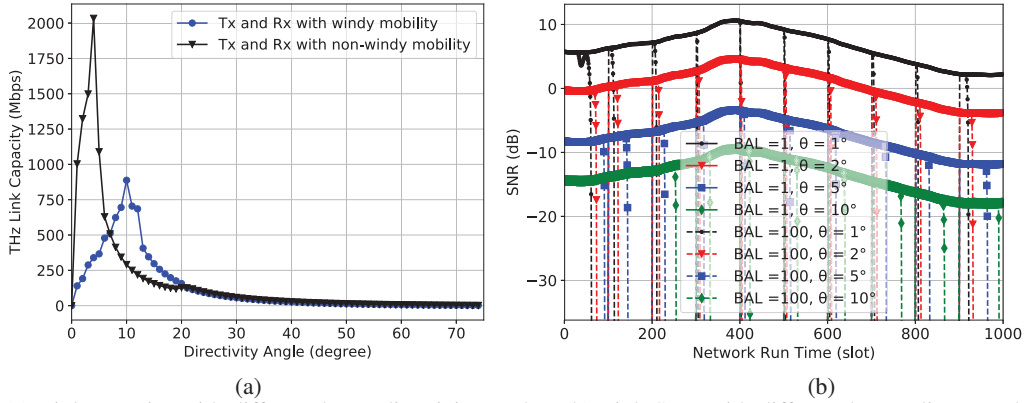 2000
1750
1500
1250
1000
750
500
250
0
THz Link Capacity (Mbps)
Tx and Rx with windy mobility
Tx and Rx with non-windy mobility
0 10 20 30 40 50 60 70
Directivity Angle (degree)
(a)
10
0
−10
−20
−30
SNR (dB)
BAL =1, θ = 1°
BAL =1, θ = 2°
BAL =1, θ = 5°
BAL =1, θ = 10°
BAL =100, θ = 1°
BAL =100, θ = 2°
BAL =100, θ = 5°
BAL =100, θ = 10°
0 200 400 600 800 1000
Network Run Time (slot)
(b)